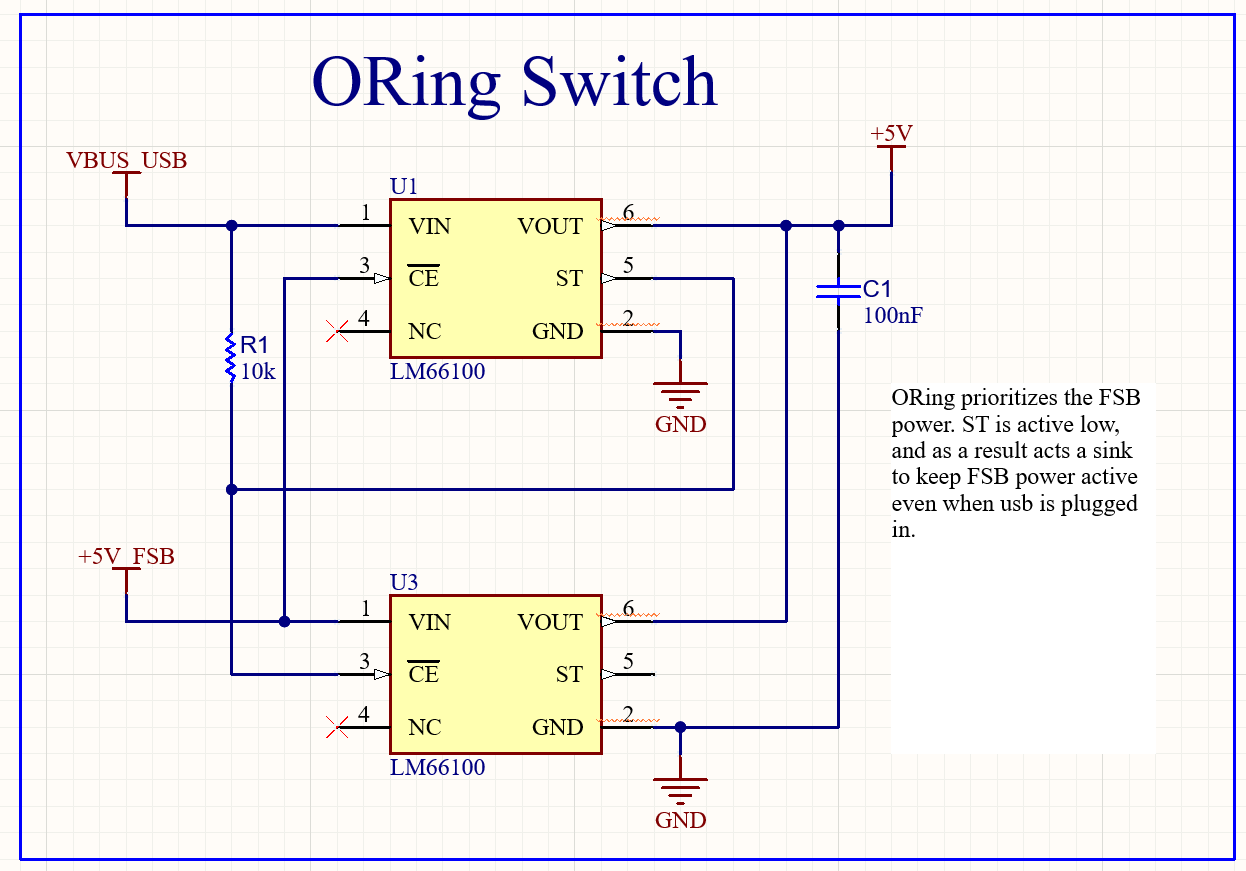 ORing Switch
+5V
VBUS_USB
U1
1 VIN VOUT 6
3 CE ST 5
4 NC GND 2
LM66100
GND
R1
10k
C1
100nF
ORing prioritizes the FSB
power. ST is active low,
and as a result acts a sink
to keep FSB power active
even when usb is plugged
in.
+5V_FSB
U3
1 VIN VOUT 6
3 CE ST 5
4 NC GND 2
LM66100
GND